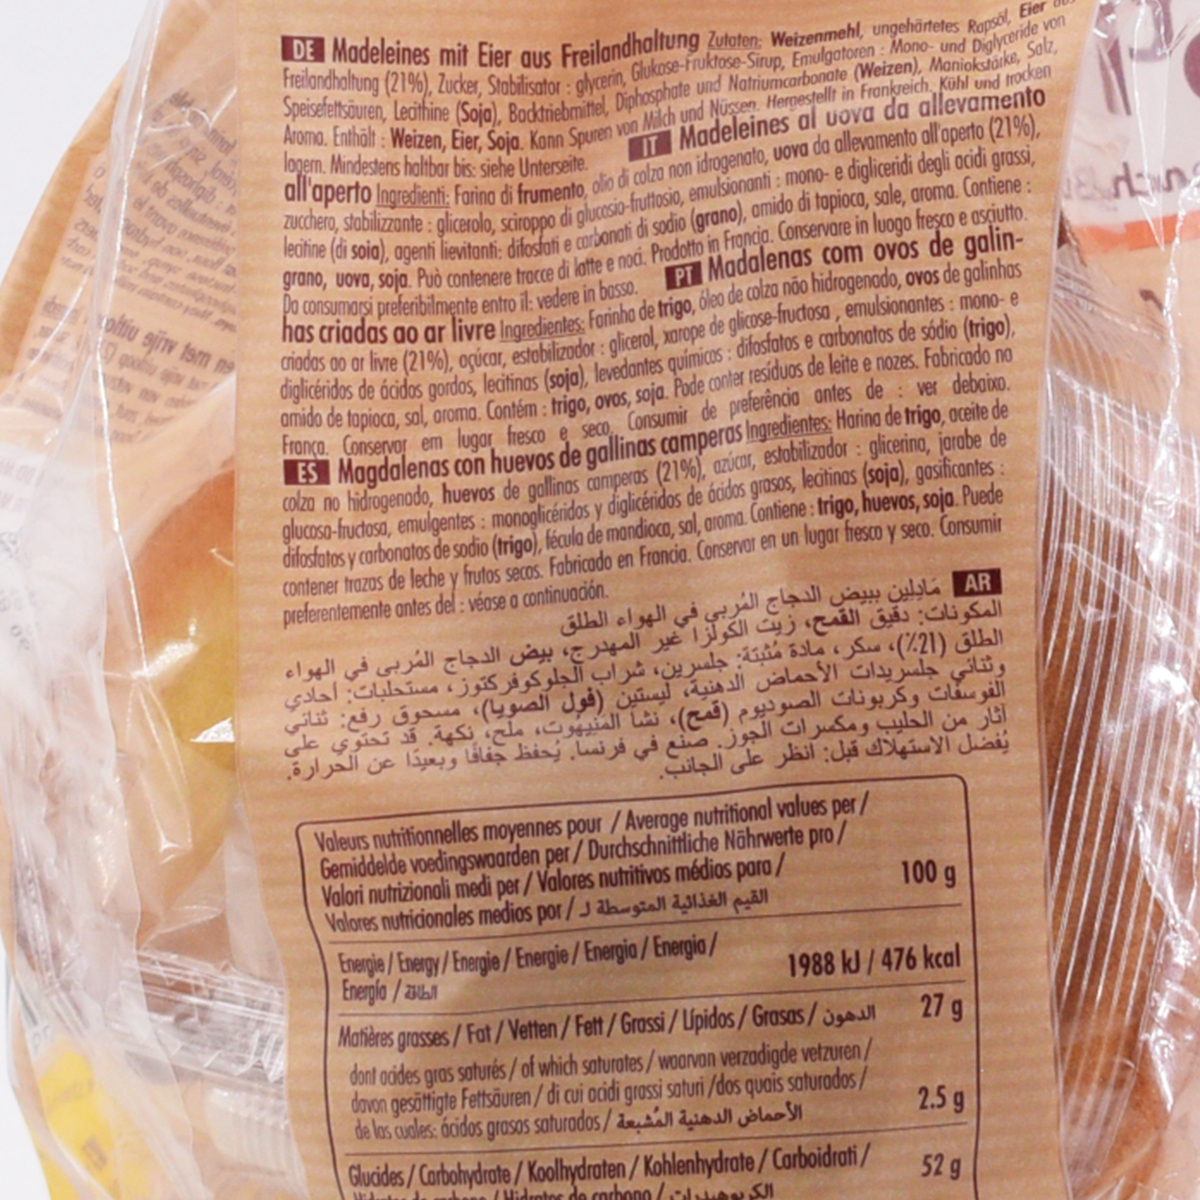 DE Madeleines mit Eier aus Freilandhaltung Zutaten: Weizenmehl, ungehärtetes Rapsöl, Eier
Freilandhaltung (21%), Zucker, Stabilisator : glycerin, Glukose-Fruktose-Sirup, Emulgatoren : Mono- und Diglyceride von
Speisefettsäuren, Lecithine (Soja), Backtriebmittel, Diphosphate und Natriumcarbonate (Weizen), Maniokstärke, Salz,
Aroma. Enthält : Weizen, Eier, Soja. Kann Spuren von Milch und Nüssen. Hergestellt in Frankreich. Kühl und trocken
lagern. Mindestens haltbar bis: siehe Unterseite.
IT Madeleines al uova da allevamento
all'aperto Ingredienti: Farina di frumento, olio di colza non idrogenato, uova da allevamento all'aperto (21%),
zucchero, stabilizzante : glicerolo, sciroppo di glucosio-fruttosio, emulsionanti : mono- e digliceridi degli acidi grassi,
lecitine (di soia), agenti lievitanti: difosfati e carbonati di sodio (grano), amido di tapioca, sale, aroma. Contiene :
grano, uova, soja. Può contenere tracce di latte e noci. Prodotto in Francia. Conservare in luogo fresco e asciutto.
Da consumarsi preferibilmente entro il: vedere in basso.
PT Madalenas com ovos de galin-
has criadas ao ar livre Ingredientes: Farinha de trigo, óleo de colza não hidrogenado, ovos de galinhas
criadas ao ar livre (21%), açúcar, estabilizador : glicerol, xarope de glicose-fructosa , emulsionantes : mono- e
diglicéridos de ácidos gordos, lecitinas (soja), levedantes químicos : difosfatos e carbonatos de sódio (trigo),
amido de tapioca, sal, aroma. Contém : trigo, ovos, soja. Pode conter resíduos de leite e nozes. Fabricado na
França. Conservar em lugar fresco e seco. Consumir de preferência antes de : ver debaixo.
ES Magdalenas con huevos de gallinas camperas Ingredientes: Harina de trigo, aceite de
colza no hidrogenado, huevos de gallinas camperas (21%), azúcar, estabilizador : glicerina, jarabe de
glucosa-fructosa, emulgentes : monoglicéridos y diglicéridos de ácidos grasos, lecitinas (soja), gasificantes :
difosfatos y carbonatos de sodio (trigo), fécula de mandioca, sal, aroma. Contiene : trigo, huevos, soja. Puede
contener trazas de leche y frutos secos. Fabricado en Francia. Conservar en un lugar fresco y seco. Consumir
preferentemente antes del : véase a continuación.
AR مَادِلِين ببيض الدجاج المُربى في الهواء الطلق
المكونات: دقيق القمح، زيت الكولزا غير المهدرج، بيض الدجاج المُربى في الهواء
الطلق (21٪)، سكر، مادة مُثبتة: جلسرين، شراب الجلوكوفركتوز، مستحلبات: أحادي
وثنائي جلسريدات الأحماض الدهنية، ليستين (فول الصويا)، مسحوق رفع: ثنائي
الفوسفات وكربونات الصوديوم (قمح)، نشا المَنِيهُوت، ملح، نكهة. قد تحتوي على
آثار من الحليب ومكسرات الجوز. صنع في فرنسا. يُحفظ جفافًا وبعيدًا عن الحرارة.
يُفضل الاستهلاك قبل: انظر على الجانب.
Valeurs nutritionnelles moyennes pour / Average nutritional values per /
Gemiddelde voedingswaarden per / Durchschnittliche Nährwerte pro /
Valori nutrizionali medi per / Valores nutritivos médios para /
Valores nutricionales medios por / القيم الغذائية المتوسطة لـ
100 g
Energie / Energy / Energie / Energie / Energia / Energia /
Energía / الطاقة
1988 kJ / 476 kcal
Matières grasses / Fat / Vetten / Fett / Grassi / Lípidos / Grasas / الدهون
27 g
dont acides gras saturés / of which saturates / waarvan verzadigde vetzuren /
davon gesättigte Fettsäuren / di cui acidi grassi saturi /dos quais saturados /
de las cuales: ácidos grasos saturados / الأحماض الدهنية المُشبعة
2.5 g
Glucides / Carbohydrate / Koolhydraten / Kohlenhydrate / Carboidrati /
52 g
Hidratos de carbono / Hidratos de carbono / الكربوهيدرات